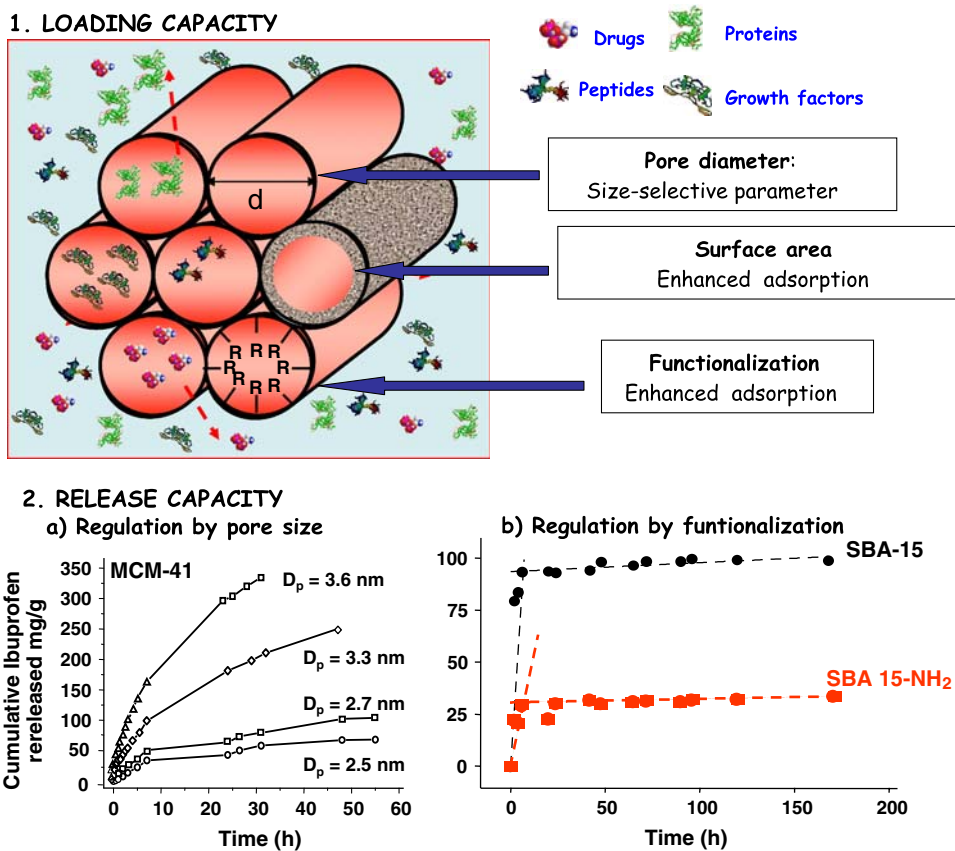 1. LOADING CAPACITY
Drugs
Proteins
Peptides
Growth factors
d
R R R
R R
R R
R
Pore diameter:
Size-selective parameter
Surface area
Enhanced adsorption
Functionalization
Enhanced adsorption
2. RELEASE CAPACITY
a) Regulation by pore size
MCM-41
Dp = 3.6 nm
Dp = 3.3 nm
Dp = 2.7 nm
Dp = 2.5 nm
350
300
250
200
150
100
50
0
Cumulative Ibuprofen
rereleased mg/g
0 10 20 30 40 50 60
Time (h)
b) Regulation by funtionalization
SBA-15
SBA 15-NH2
100
75
50
25
0
0 50 100 150 200
Time (h)